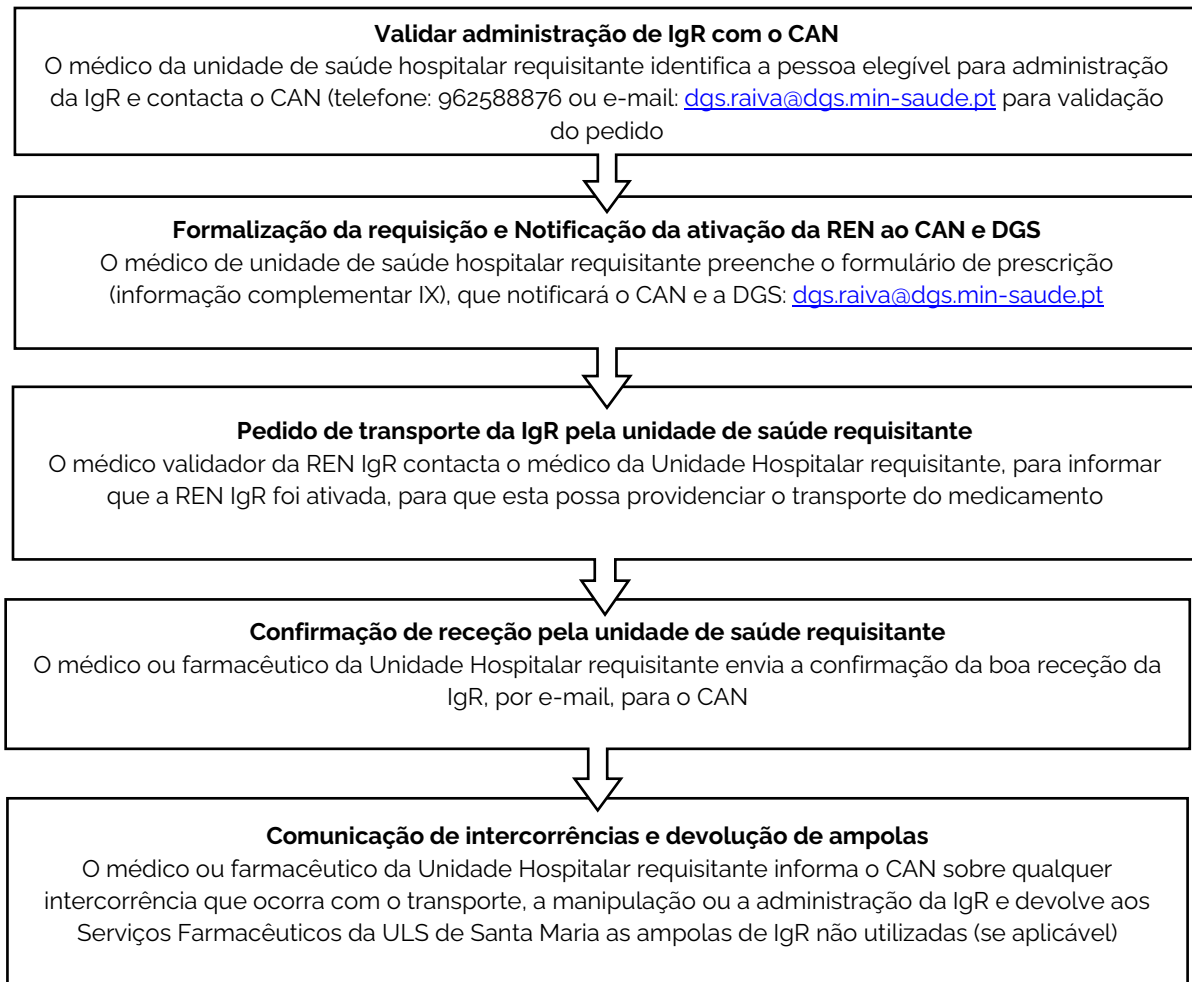 Validar administração de IgR com o CAN
O médico da unidade de saúde hospitalar requisitante identifica a pessoa elegível para administração
da IgR e contacta o CAN (telefone: 962588876 ou e-mail: dgs.raiva@dgs.min-saude.pt para validação
do pedido
Formalização da requisição e Notificação da ativação da REN ao CAN e DGS
O médico de unidade de saúde hospitalar requisitante preenche o formulário de prescrição
(informação complementar IX), que notificará o CAN e a DGS: dgs.raiva@dgs.min-saude.pt
Pedido de transporte da IgR pela unidade de saúde requisitante
O médico validador da REN IgR contacta o médico da Unidade Hospitalar requisitante, para informar
que a REN IgR foi ativada, para que esta possa providenciar o transporte do medicamento
Confirmação de receção pela unidade de saúde requisitante
O médico ou farmacêutico da Unidade Hospitalar requisitante envia a confirmação da boa receção da
IgR, por e-mail, para o CAN
Comunicação de intercorrências e devolução de ampolas
O médico ou farmacêutico da Unidade Hospitalar requisitante informa o CAN sobre qualquer
intercorrência que ocorra com o transporte, a manipulação ou a administração da IgR e devolve aos
Serviços Farmacêuticos da ULS de Santa Maria as ampolas de IgR não utilizadas (se aplicável)